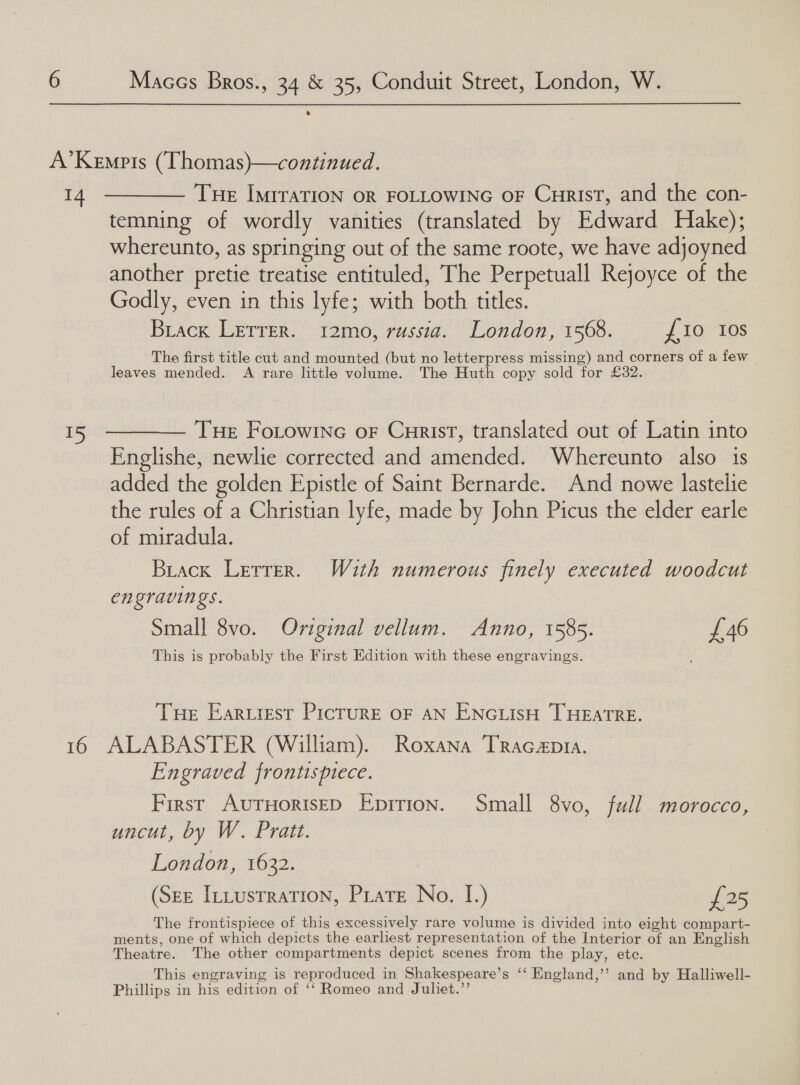 6 Maggs Bros., 34 & 35, Conduit Street, London, W.
A'Kempis (Thomas)—continued.
14 ——— The Imitation or following of Christ, and the con-
temning of wordly vanities (translated by Edward Hake);
whereunto, as springing out of the same roote, we have adjoyned
another pretie treatise entituled, The Perpetuall Rejoyce of the
Godly, even in this lyfe; with both titles.
Black Letter. 12mo, russia. London, 1568. £10 10s
The first title cut and mounted (but no letterpress missing) and corners of a few
leaves mended. A rare little volume. The Huth copy sold for £32.
15 ——— The Folowing of Christ, translated out of Latin into
Englishe, newlie corrected and amended. Whereunto also is
added the golden Epistle of Saint Bernarde. And nowe lastelie
the rules of a Christian lyfe, made by John Picus the elder earle
of miradula.
Black Letter. With numerous finely executed woodcut
engravings.
Small 8vo. Original vellum. Anno, 1585. £46
This is probably the First Edition with these engravings.
The Earliest Picture of an English Theatre.
16 ALABASTER (William). Roxana Tragædia.
Engraved frontispiece.
First Authorised Edition. Small 8vo, full morocco,
uncut, by W. Pratt.
London, 1632.
(See Illustration, Plate No. I.) £25
The frontispiece of this excessively rare volume is divided into eight compart-
ments, one of which depicts the earliest representation of the Interior of an English
Theatre. The other compartments depict scenes from the play, etc.
This engraving is reproduced in Shakespeare's “ England,” and by Halliwell-
Phillips in his edition of “ Romeo and Juliet.”